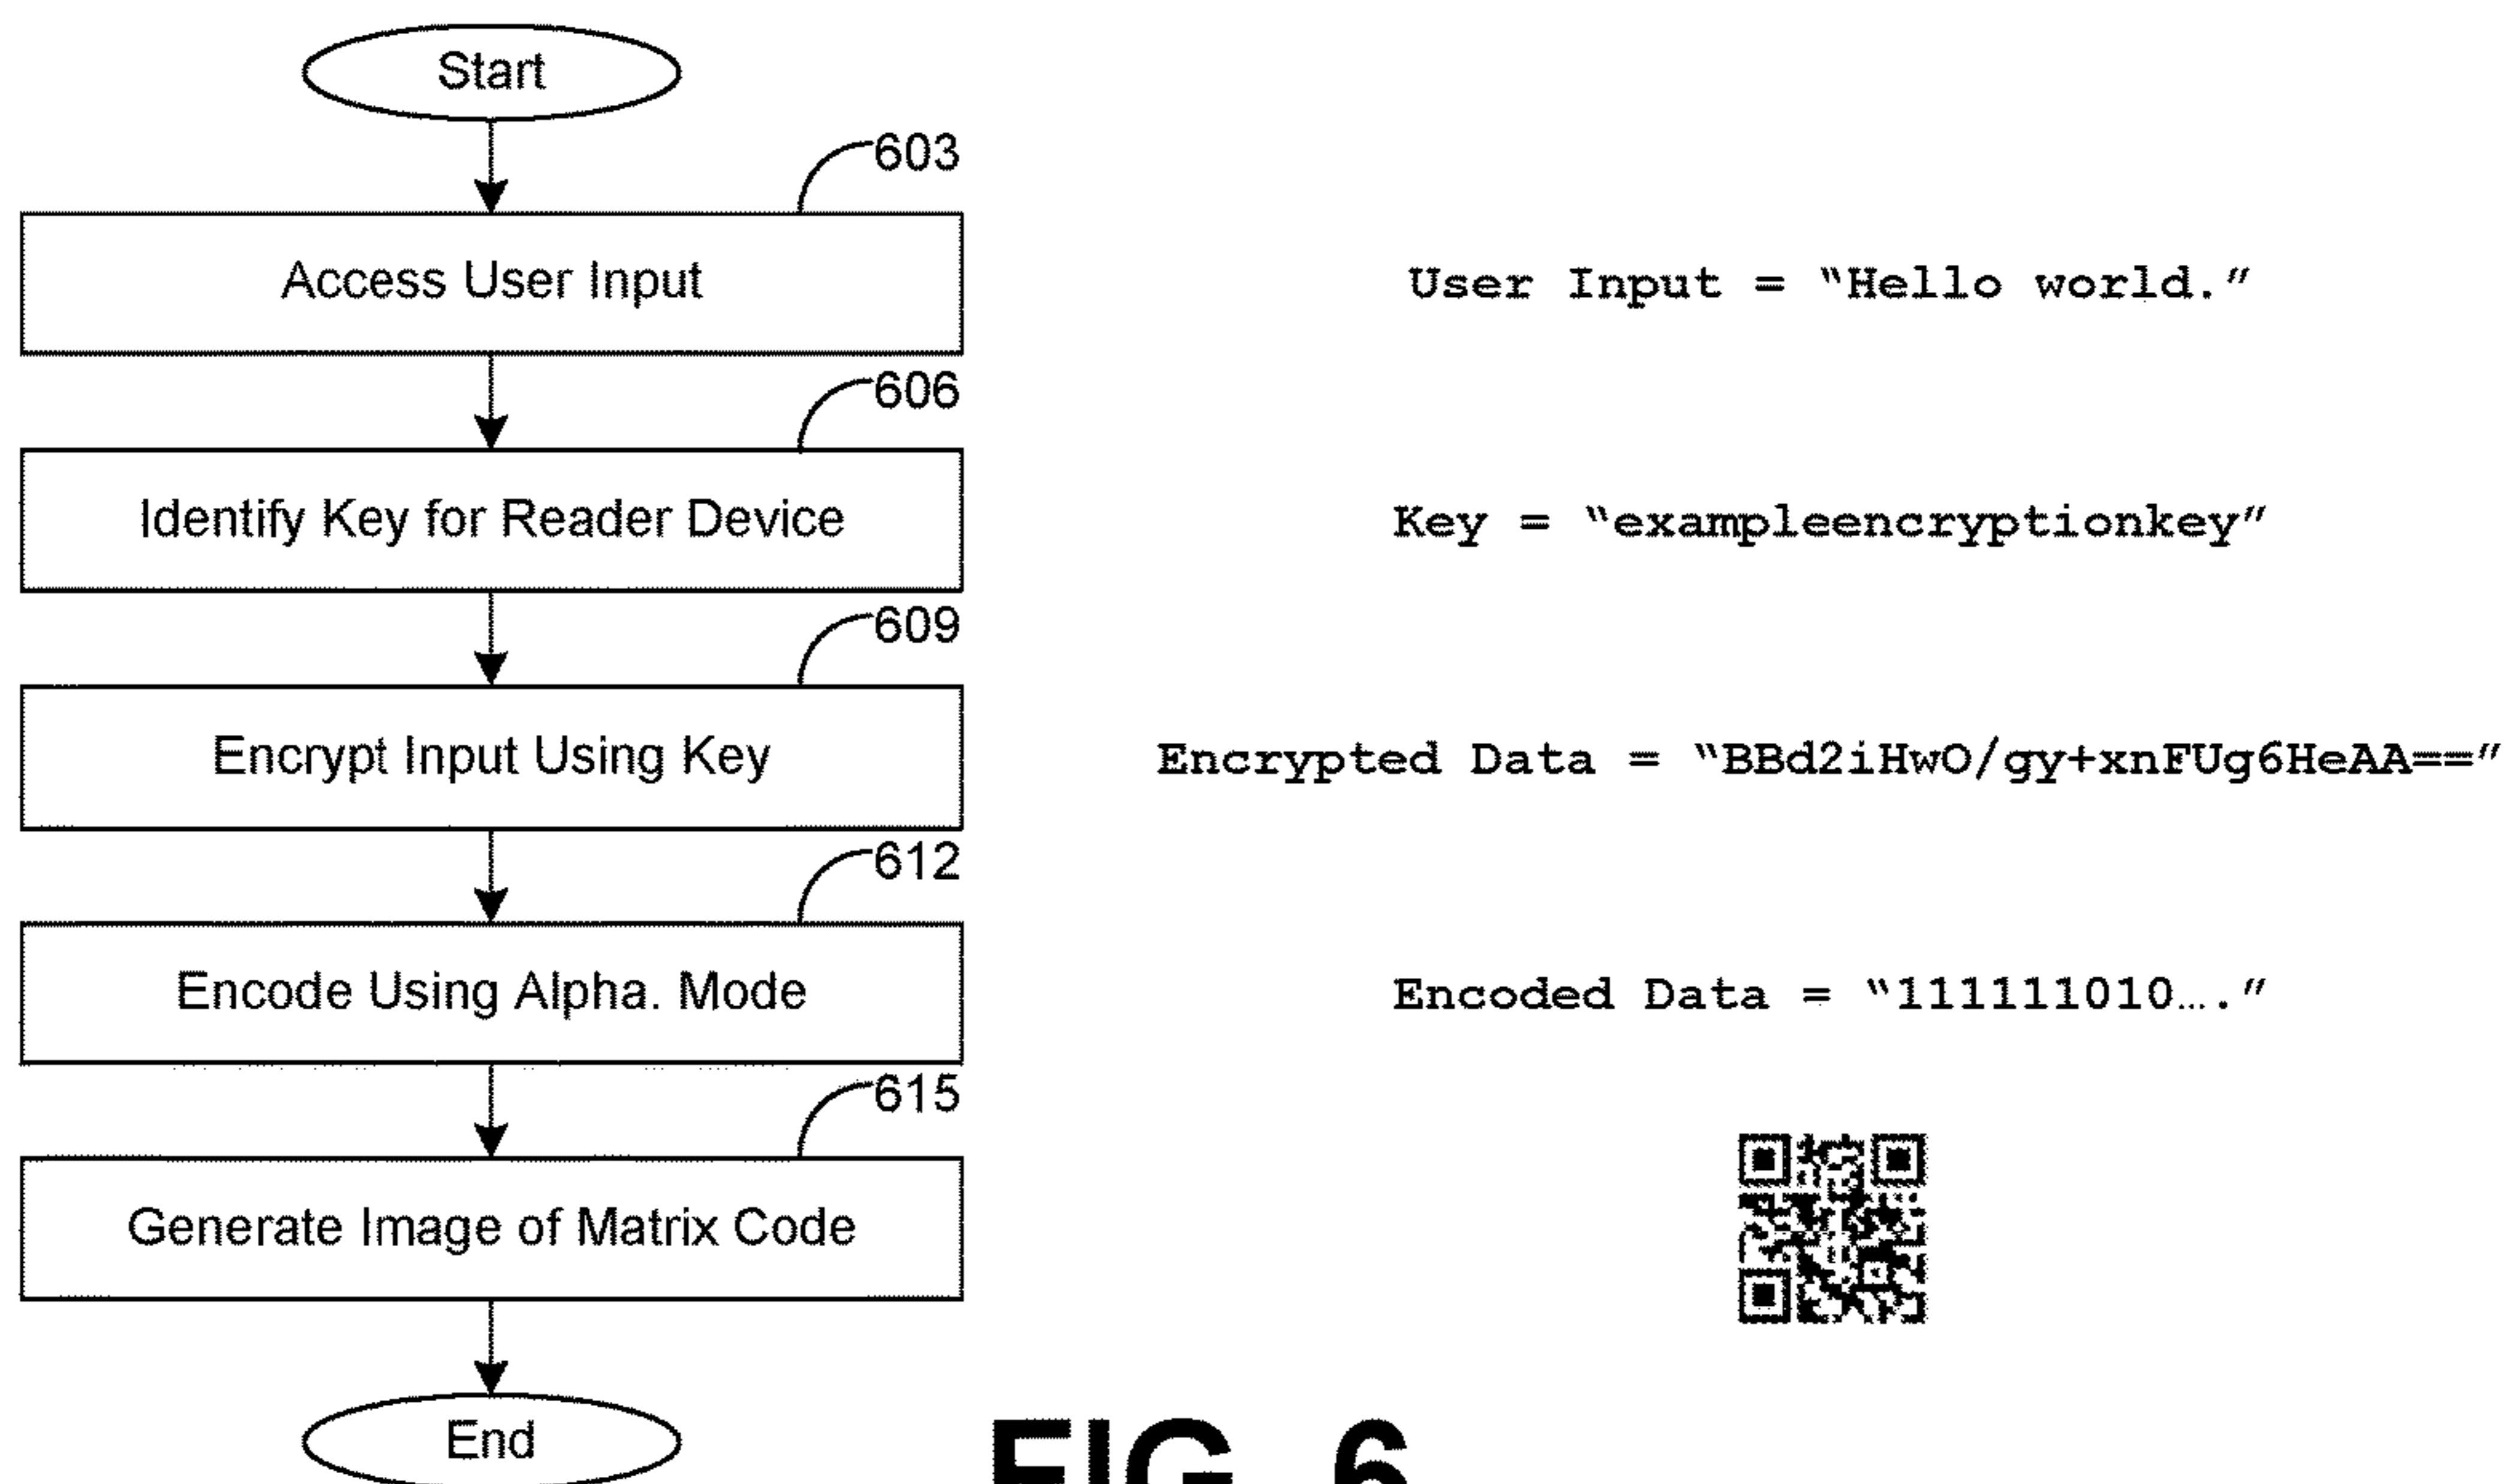 Start
603
Access User Input
User Input = “Hello world.”
606
Identify Key for Reader Device
Key = “exampleencryptionkey”
609
Encrypt Input Using Key
Encrypted Data = “BBd2iHwO/gy+xnFUg6HeAA==”
612
Encode Using Alpha. Mode
Encoded Data = “111111010….”
615
Generate Image of Matrix Code
End
FIG. 6